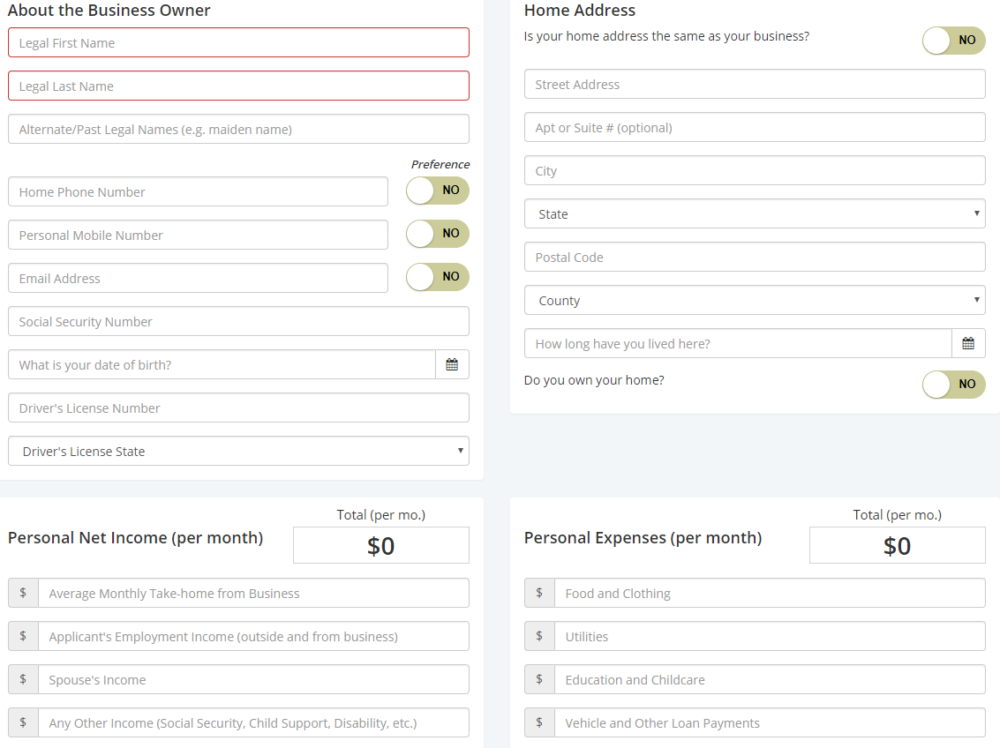 About the Business Owner
Legal First Name
Legal Last Name
Alternate/Past Legal Names (e.g. maiden name)
Preference
Home Phone Number
NO
Personal Mobile Number
NO
Email Address
NO
Social Security Number
What is your date of birth?
Driver's License Number
Driver's License State
Home Address
Is your home address the same as your business?
NO
Street Address
Apt or Suite # (optional)
City
State
Postal Code
County
How long have you lived here?
Do you own your home?
NO
Total (per mo.)
Personal Net Income (per month)
$0
$ Average Monthly Take-home from Business
$ Applicant's Employment Income (outside and from business)
$ Spouse's Income
$ Any Other Income (Social Security, Child Support, Disability, etc.)
Total (per mo.)
Personal Expenses (per month)
$0
$ Food and Clothing
$ Utilities
$ Education and Childcare
$ Vehicle and Other Loan Payments